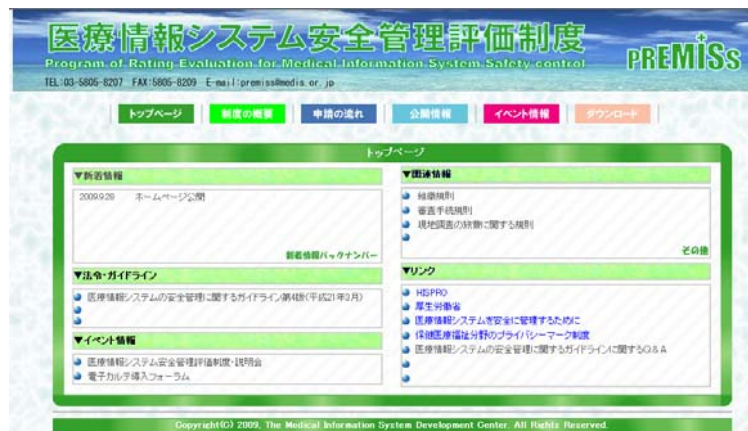 医療情報システム安全管理評価制度
Program of Rating Evaluation for Medical Information System Safety control
PREMISs
TEL:03-5805-8207 FAX:5805-8209 E-mail:premiss@medis.or.jp
トップページ 制度の概要 申請の流れ 公開情報 イベント情報 ダウンロード
トップページ
▼新着情報
2009.9.28 ホームページ公開
新着情報バックナンバー
▼法令・ガイドライン
医療情報システムの安全管理に関するガイドライン第4版(平成21年3月)
▼イベント情報
医療情報システム安全管理評価制度・説明会
電子カルテ導入フォーラム
▼関連情報
組織規則
審査手続規則
現地調査の旅費に関する規則
その他
▼リンク
HISPRO
厚生労働省
医療情報システムを安全に管理するために
保健医療福祉分野のプライバシーマーク制度
医療情報システムの安全管理に関するガイドラインに関するQ&A
Copyright(C) 2009, The Medical Information System Development Center. All Rights Reserved.